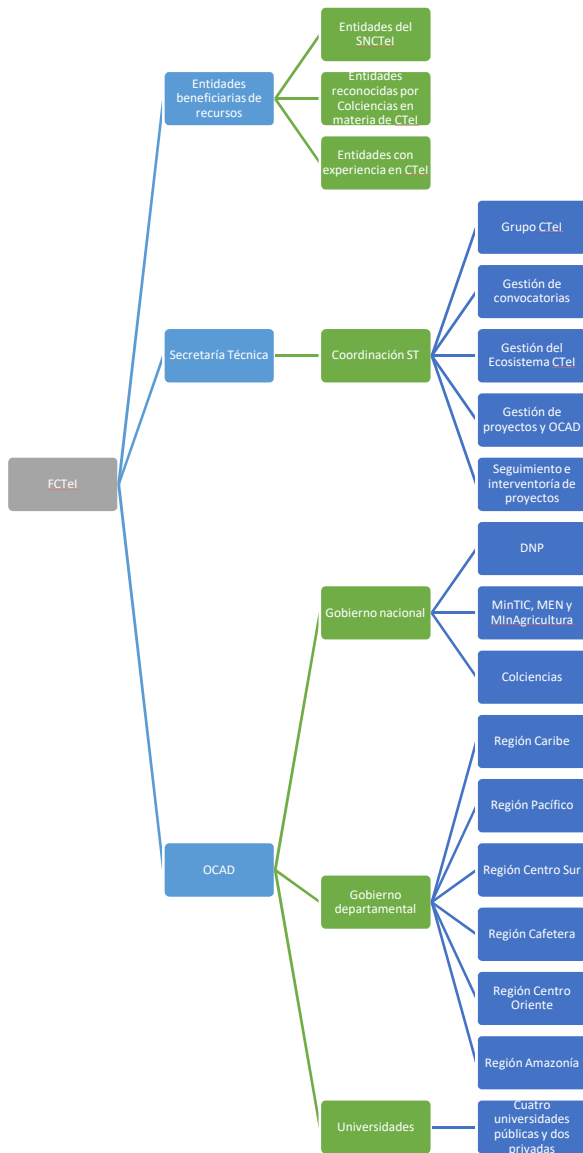 Entidades del
SNCTeI
Entidades
beneficiarias de
recursos
Entidades
reconocidas por
Colciencias en
materia de CTeI
Entidades con
experiencia en CTeI
Grupo CTeI
Gestión de
convocatorias
Secretaría Técnica
Coordinación ST
Gestión del
Ecosistema CTeI
Gestión de
proyectos y OCAD
FCTeI
Seguimiento e
interventoría de
proyectos
DNP
Gobierno nacional
MinTIC, MEN y
MInAgricultura
Colciencias
Región Caribe
Región Pacífico
OCAD
Región Centro Sur
Gobierno
departamental
Región Cafetera
Región Centro
Oriente
Región Amazonía
Universidades
Cuatro
universidades
públicas y dos
privadas